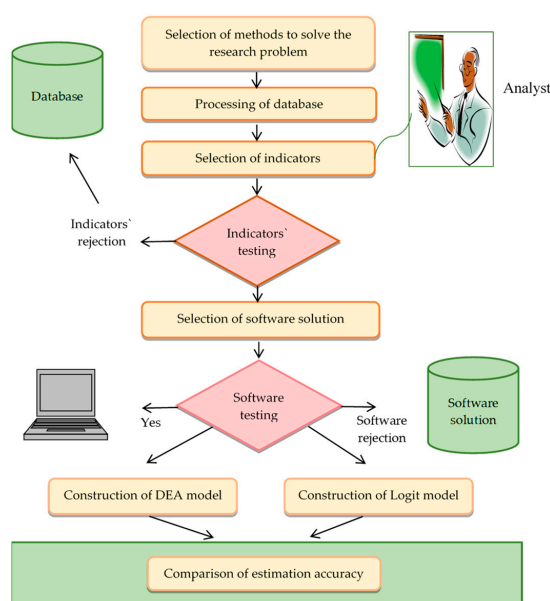 Selection of methods to solve the
research problem
Database
Analyst
Processing of database
Selection of indicators
Indicators`
rejection
Indicators`
testing
Selection of software solution
Software
testing
Yes
Software
rejection
Software
solution
Construction of DEA model
Construction of Logit model
Comparison of estimation accuracy